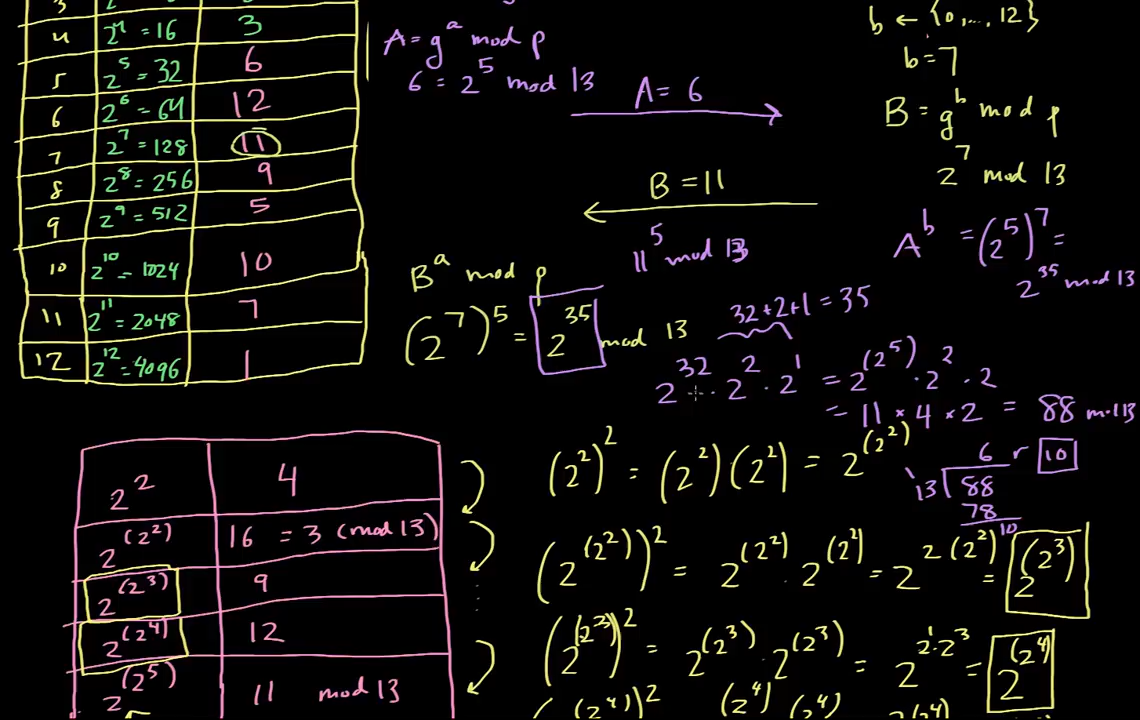 3
4 2^4 = 16 3
5 2^5 = 32 6
6 2^6 = 64 12
7 2^7 = 128 11
8 2^8 = 256 9
9 2^9 = 512 5
10 2^10 = 1024 10
11 2^11 = 2048 7
12 2^12 = 4096 1
A = g^a mod p
6 = 2^5 mod 13
A = 6
b ← {0,..., 12}
b = 7
B = g^b mod p
2^7 mod 13
B = 11
11^5 mod 13
A^b = (2^5)^7 =
2^35 mod 13
B^a mod p
(2^7)^5 = 2^35 mod 13
32+2+1 = 35
2^32 · 2^2 · 2^1 = 2^(2^5) · 2^2 · 2
= 11 × 4 × 2 = 88 mod 13
6 r 10
13 88
78
10
2^2 4
2^(2^2) 16 = 3 (mod 13)
2^(2^3) 9
2^(2^4) 12
2^(2^5) 11 mod 13
(2^2)^2 = (2^2)(2^2) = 2^(2^2)
(2^(2^2))^2 = 2^(2^2) · 2^(2^2) = 2^2(2^2) = 2^(2^3)
(2^(2^3))^2 = 2^(2^3) · 2^(2^3) = 2^2^1·2^3 = 2^(2^4)